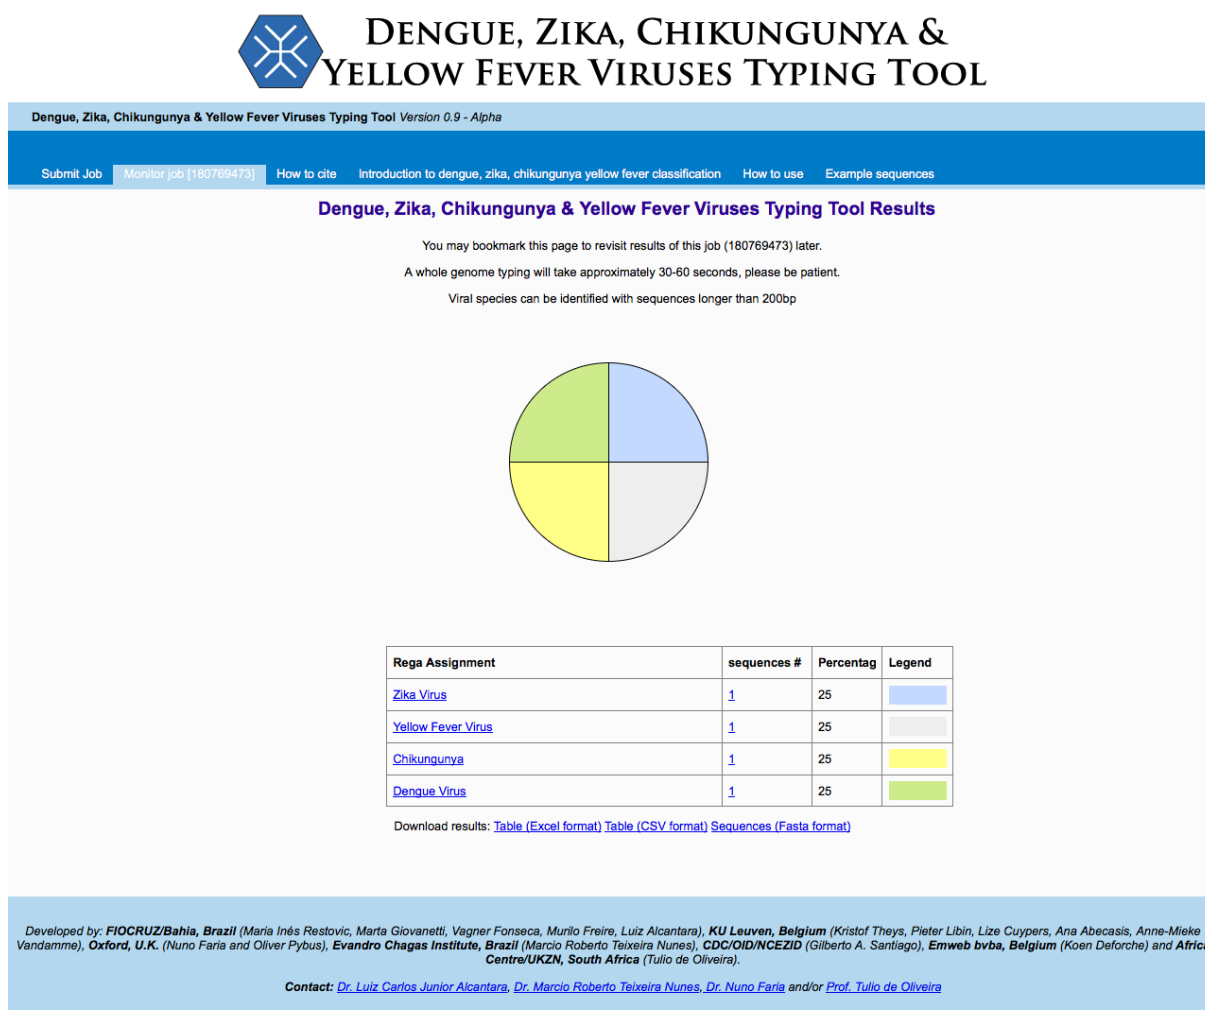 DENGUE, ZIKA, CHIKUNGUNYA &
YELLOW FEVER VIRUSES TYPING TOOL
Dengue, Zika, Chikungunya & Yellow Fever Viruses Typing Tool Version 0.9 - Alpha
Submit Job Monitor job [180769473] How to cite Introduction to dengue, zika, chikungunya yellow fever classification How to use Example sequences
Dengue, Zika, Chikungunya & Yellow Fever Viruses Typing Tool Results
You may bookmark this page to revisit results of this job (180769473) later.
A whole genome typing will take approximately 30-60 seconds, please be patient.
Viral species can be identified with sequences longer than 200bp
Rega Assignment sequences # Percentag Legend
Zika Virus 1 25
Yellow Fever Virus 1 25
Chikungunya 1 25
Dengue Virus 1 25
Download results: Table (Excel format) Table (CSV format) Sequences (Fasta format)
Developed by: FIOCRUZ/Bahia, Brazil (Maria Inés Restovic, Marta Giovanetti, Vagner Fonseca, Murilo Freire, Luiz Alcantara), KU Leuven, Belgium (Kristof Theys, Pieter Libin, Lize Cuypers, Ana Abecasis, Anne-Mieke
Vandamme), Oxford, U.K. (Nuno Faria and Oliver Pybus), Evandro Chagas Institute, Brazil (Marcio Roberto Teixeira Nunes), CDC/OID/NCEZID (Gilberto A. Santiago), Emweb bvba, Belgium (Koen Deforche) and Africa
Centre/UKZN, South Africa (Tulio de Oliveira).
Contact: Dr. Luiz Carlos Junior Alcantara, Dr. Marcio Roberto Teixeira Nunes, Dr. Nuno Faria and/or Prof. Tulio de Oliveira